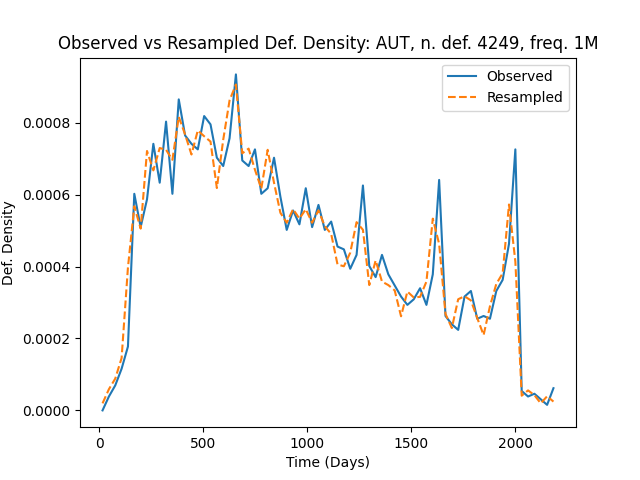 Observed vs Resampled Def. Density: AUT, n. def. 4249, freq. 1M
Observed
Resampled
Def. Density
0.0008
0.0006
0.0004
0.0002
0.0000
0
500
1000
1500
2000
Time (Days)